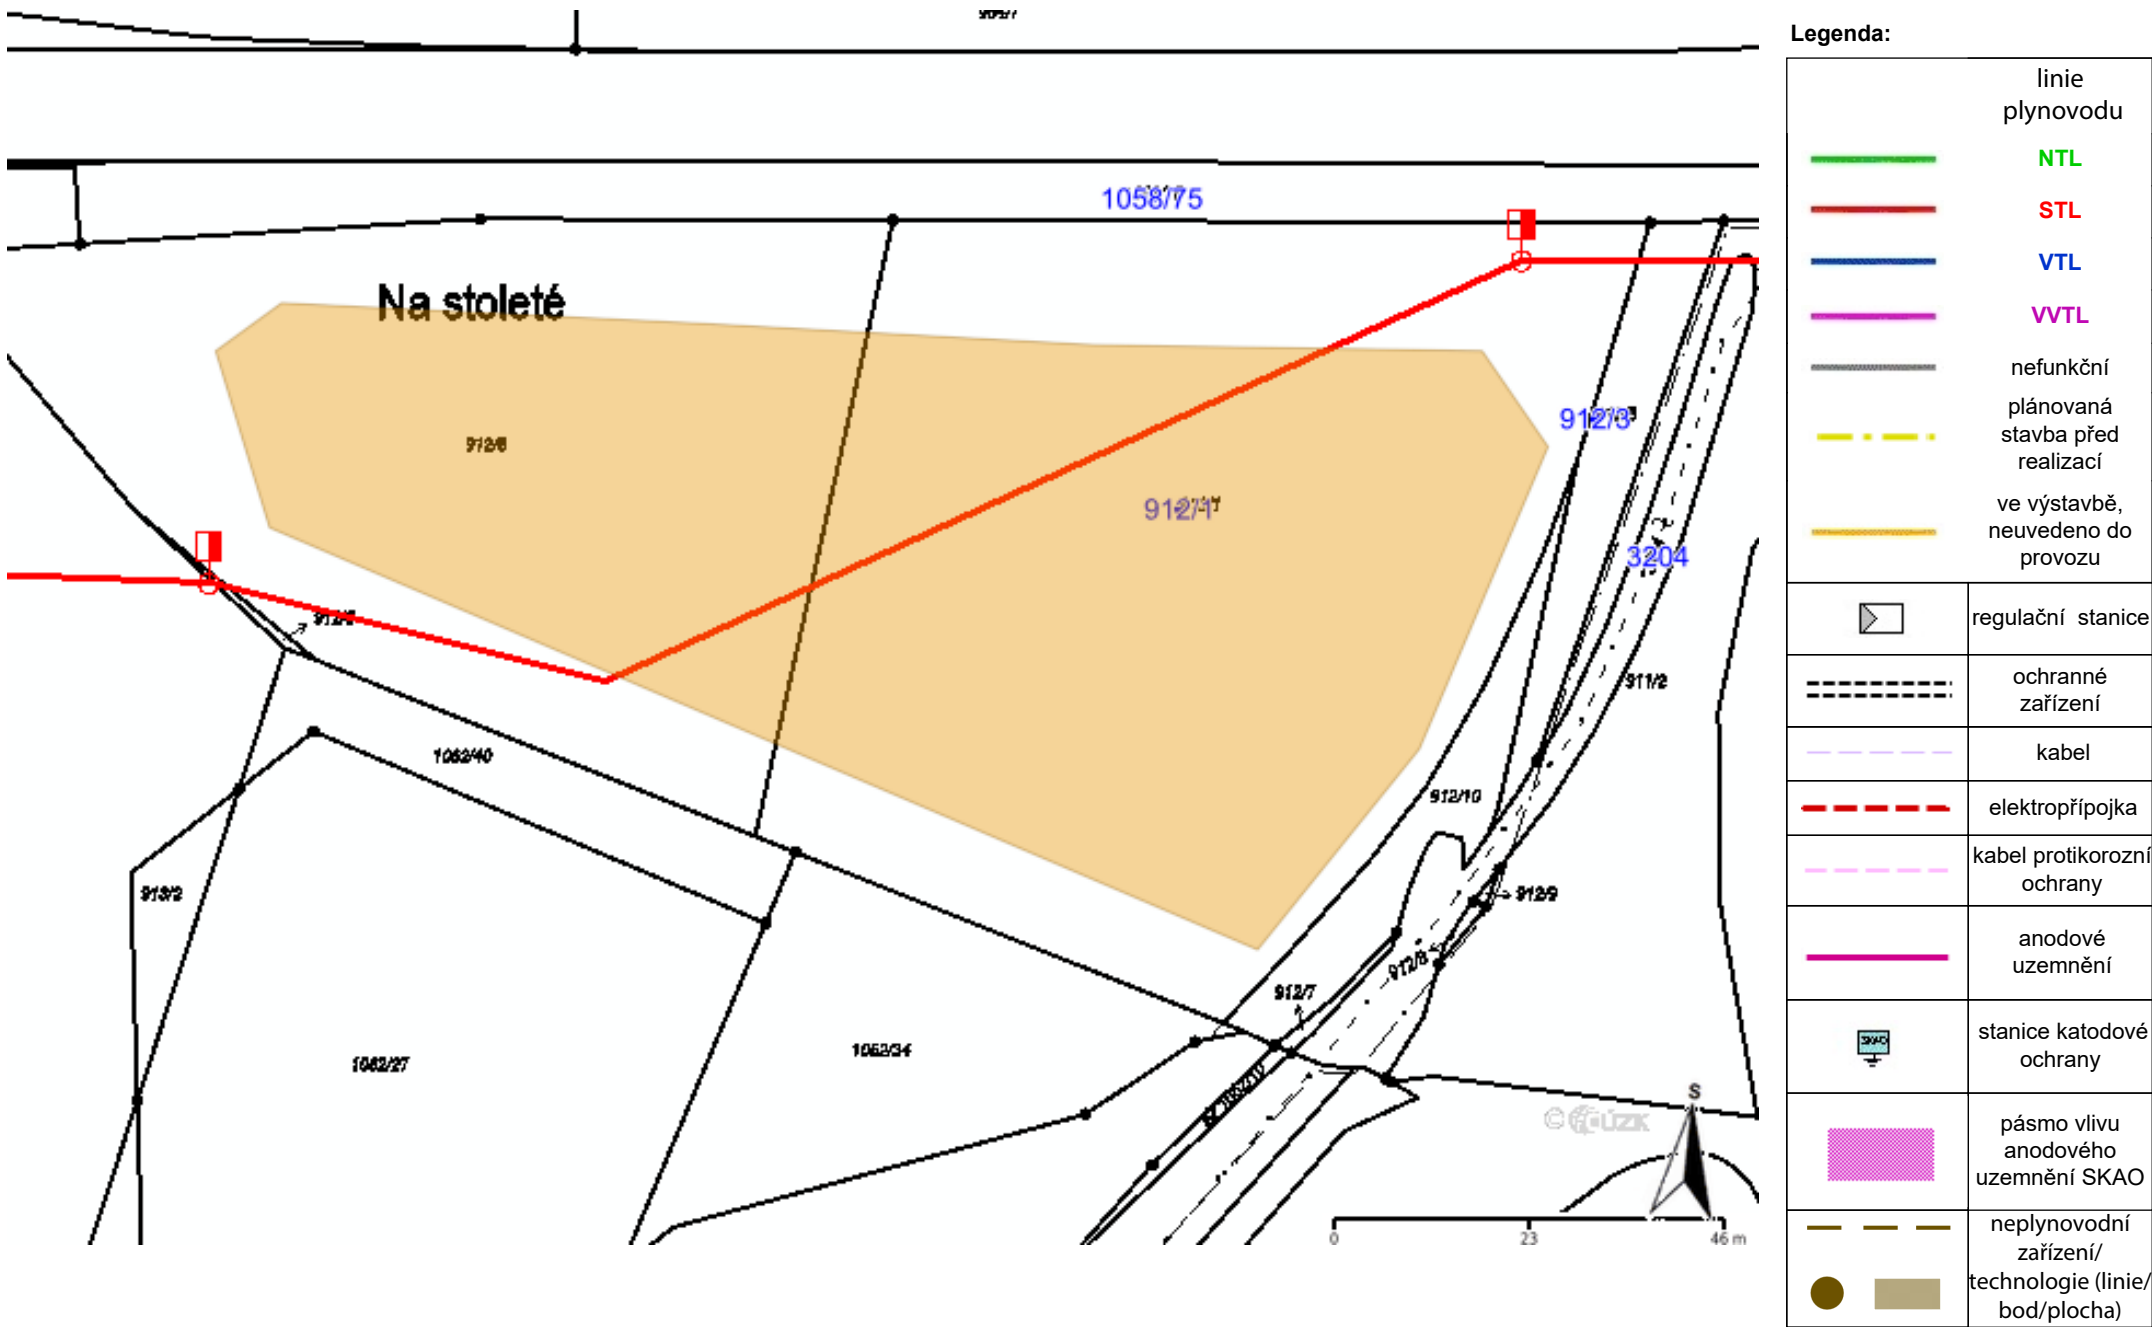 Legenda:
linie
plynovodu
NTL
STL
VTL
VVTL
nefunkční
plánovaná
stavba před
realizací
ve výstavbě,
neuvedeno do
provozu
regulační stanice
ochranné
zařízení
kabel
elektropřípojka
kabel protikorozní
ochrany
anodové
uzemnění
SKAO
stanice katodové
ochrany
pásmo vlivu
anodového
uzemnění SKAO
neplynovodní
zařízení/
technologie (linie/
bod/plocha)
1058/75
Na stoleté
912/3
912/6
912/1
3204
911/2
1062/40
912/10
913/2
912/9
912/8
912/7
1062/27
1062/34
© ČÚZK
S
0 23 46 m